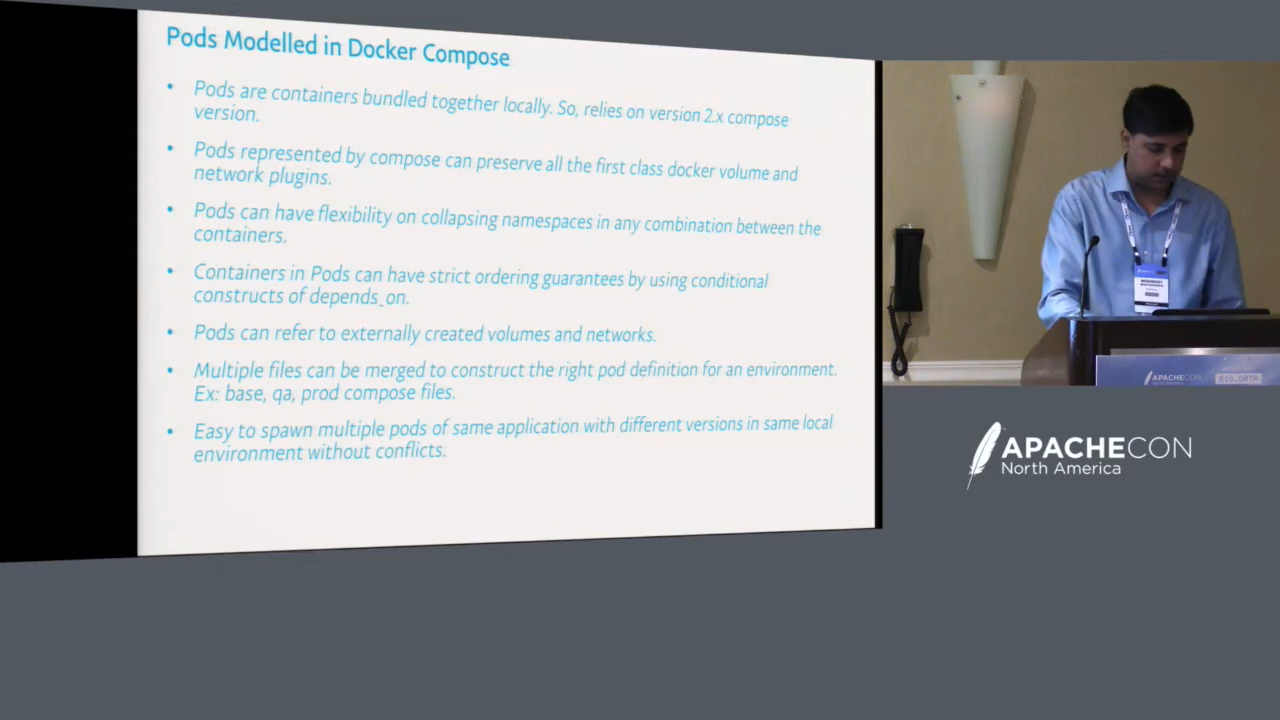 Pods Modelled in Docker Compose
• Pods are containers bundled together locally. So, relies on version 2.x compose
version.
• Pods represented by compose can preserve all the first class docker volume and
network plugins.
• Pods can have flexibility on collapsing namespaces in any combination between the
containers.
• Containers in Pods can have strict ordering guarantees by using conditional
constructs of depends_on.
• Pods can refer to externally created volumes and networks.
• Multiple files can be merged to construct the right pod definition for an environment.
Ex: base, qa, prod compose files.
• Easy to spawn multiple pods of same application with different versions in same local
environment without conflicts.
APACHECON
North America
BIG_DATA
APACHECON
North America